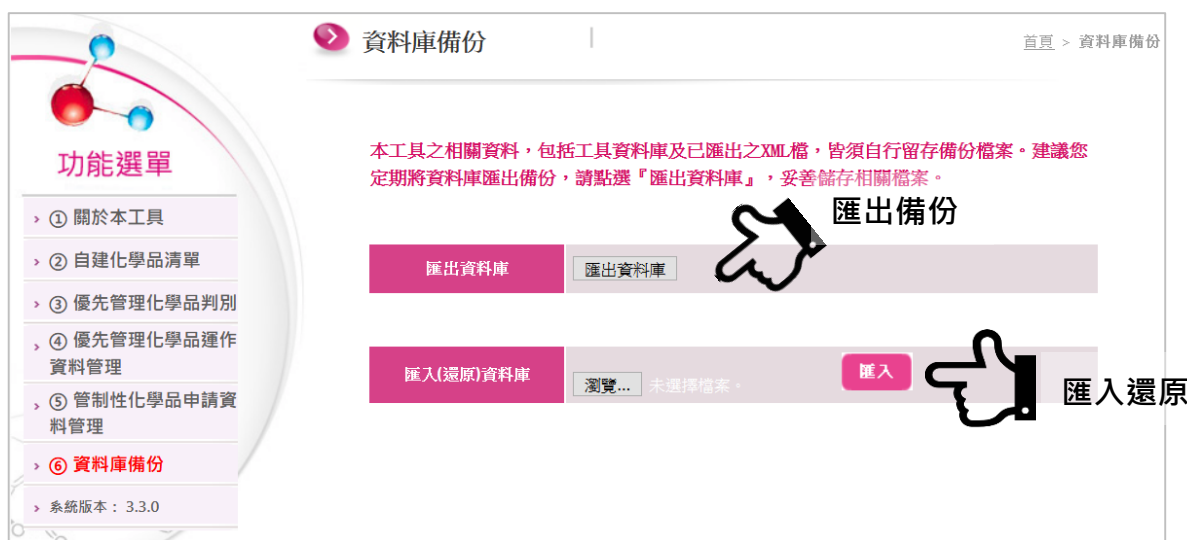 資料庫備份
首頁 > 資料庫備份
功能選單
① 關於本工具
② 自建化學品清單
③ 優先管理化學品判別
④ 優先管理化學品運作
資料管理
⑤ 管制性化學品申請資
料管理
⑥ 資料庫備份
系統版本： 3.3.0
本工具之相關資料，包括工具資料庫及已匯出之XML檔，皆須自行留存備份檔案。建議您
定期將資料庫匯出備份，請點選『匯出資料庫』，妥善儲存相關檔案。
匯出備份
匯出資料庫 匯出資料庫
匯入(還原)資料庫 瀏覽... 未選擇檔案。 匯入
匯入還原